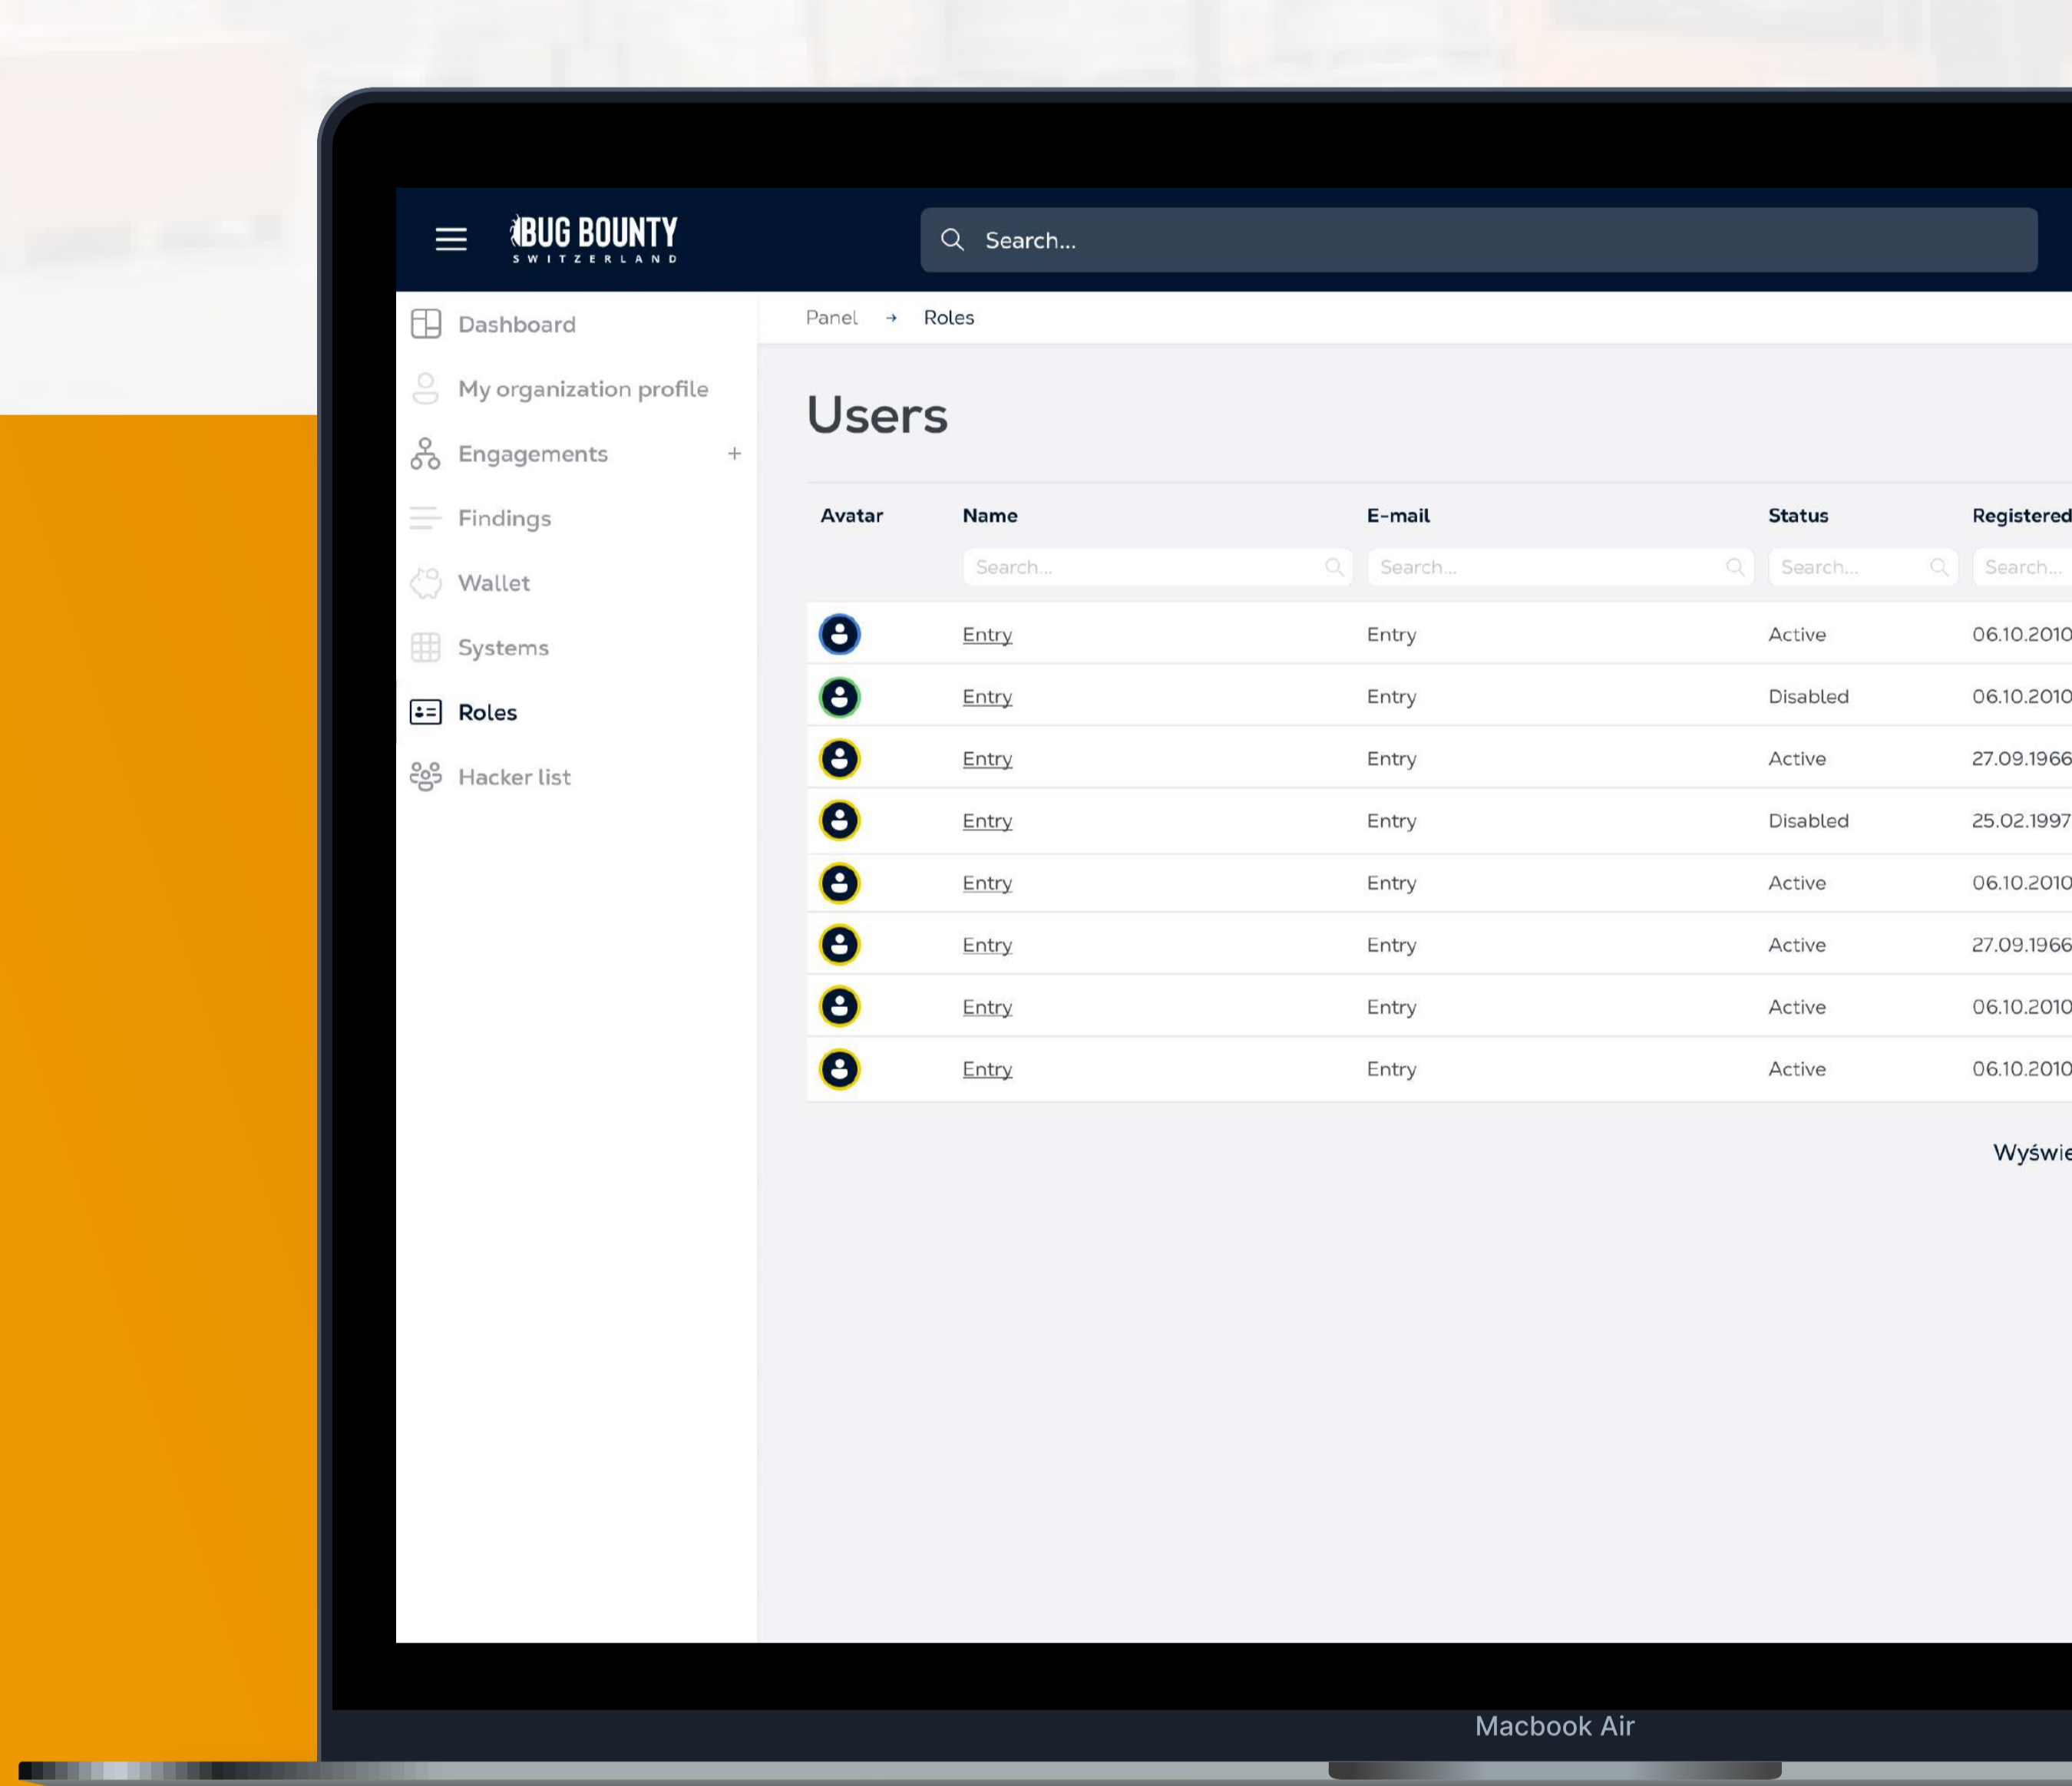 BUG BOUNTY
SWITZERLAND
Search...
Dashboard
My organization profile
Engagements +
Findings
Wallet
Systems
Roles
Hacker list
Panel → Roles
Users
Avatar Name E-mail Status Registered
Search... Search... Search... Search...
Entry Entry Active 06.10.2010
Entry Entry Disabled 06.10.2010
Entry Entry Active 27.09.1966
Entry Entry Disabled 25.02.1997
Entry Entry Active 06.10.2010
Entry Entry Active 27.09.1966
Entry Entry Active 06.10.2010
Entry Entry Active 06.10.2010
Wyświe
Macbook Air